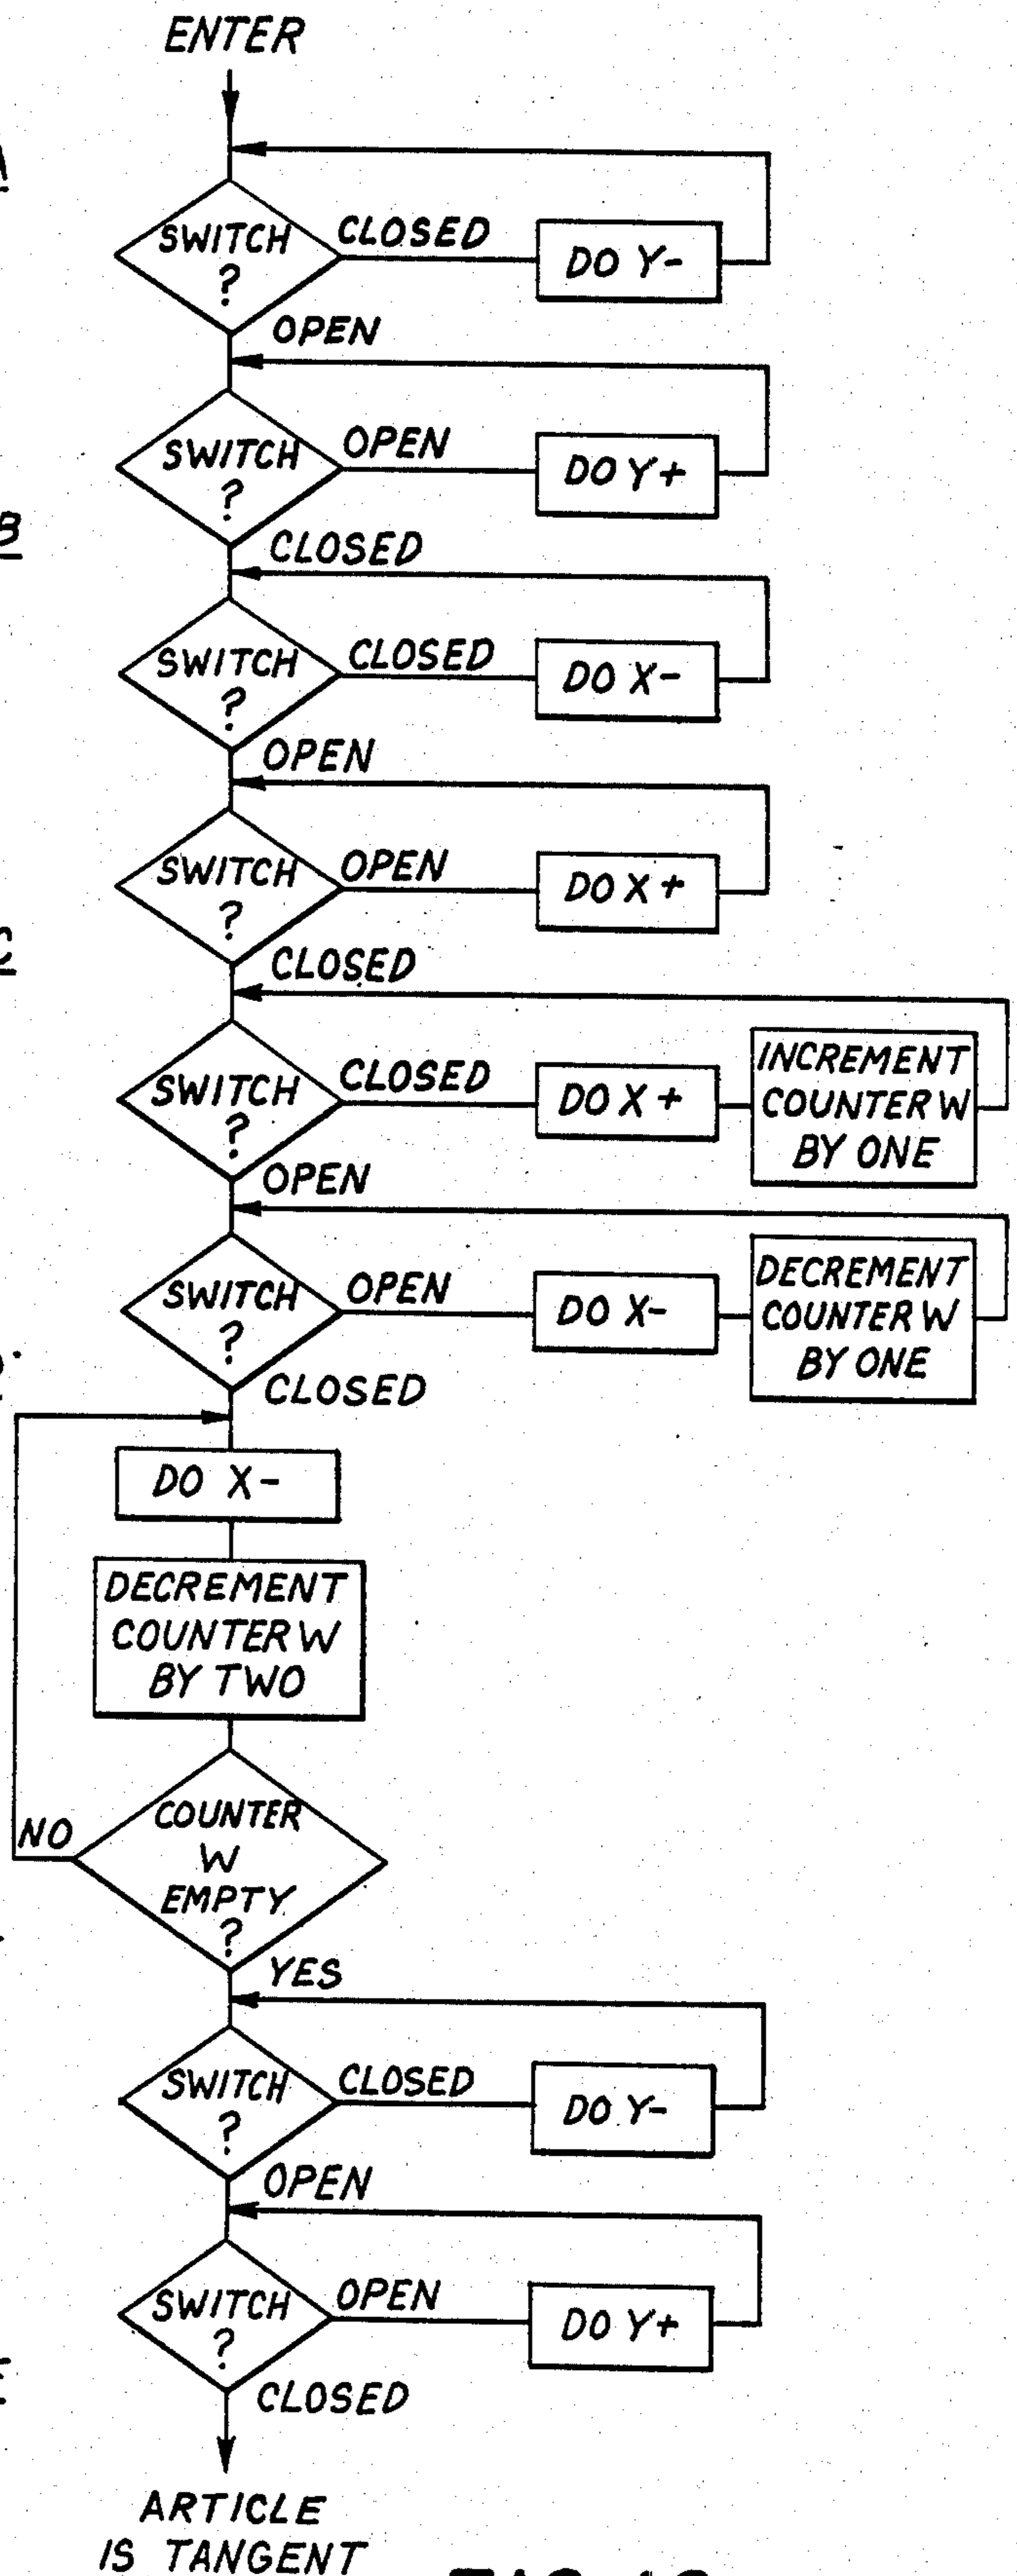 ENTER
A
SWITCH
?
CLOSED
DO Y-
OPEN
SWITCH
?
OPEN
DO Y+
B
CLOSED
SWITCH
?
CLOSED
DO X-
OPEN
SWITCH
?
OPEN
DO X+
C
CLOSED
SWITCH
?
CLOSED
DO X+
INCREMENT
COUNTER W
BY ONE
OPEN
SWITCH
?
OPEN
DO X-
DECREMENT
COUNTER W
BY ONE
CLOSED
DO X-
DECREMENT
COUNTER W
BY TWO
COUNTER
W
EMPTY
?
NO
YES
SWITCH
?
CLOSED
DO Y-
OPEN
SWITCH
?
OPEN
DO Y+
CLOSED
ARTICLE
IS TANGENT